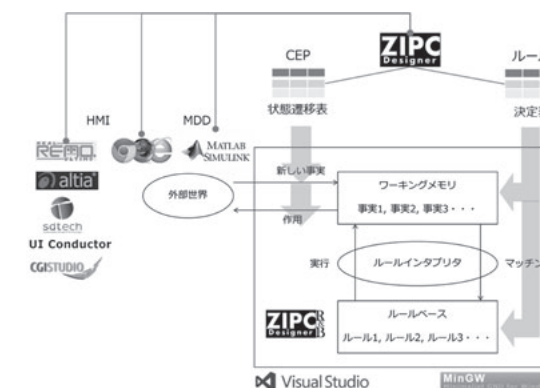 ZIPC
Designer
CEP
ルー
状態遷移表
決定
HMI
MDD
REMO
MATLAB
SIMULINK
新しい事実
ワーキングメモリ
事実1, 事実2, 事実3・・・
外部世界
作用
altia
satech
UI Conductor
CGISTUDIO
実行
ルールインタプリタ
マッチン
ZIPC
Designer
ルールベース
ルール1, ルール2, ルール3・・・
Visual Studio
MinGW